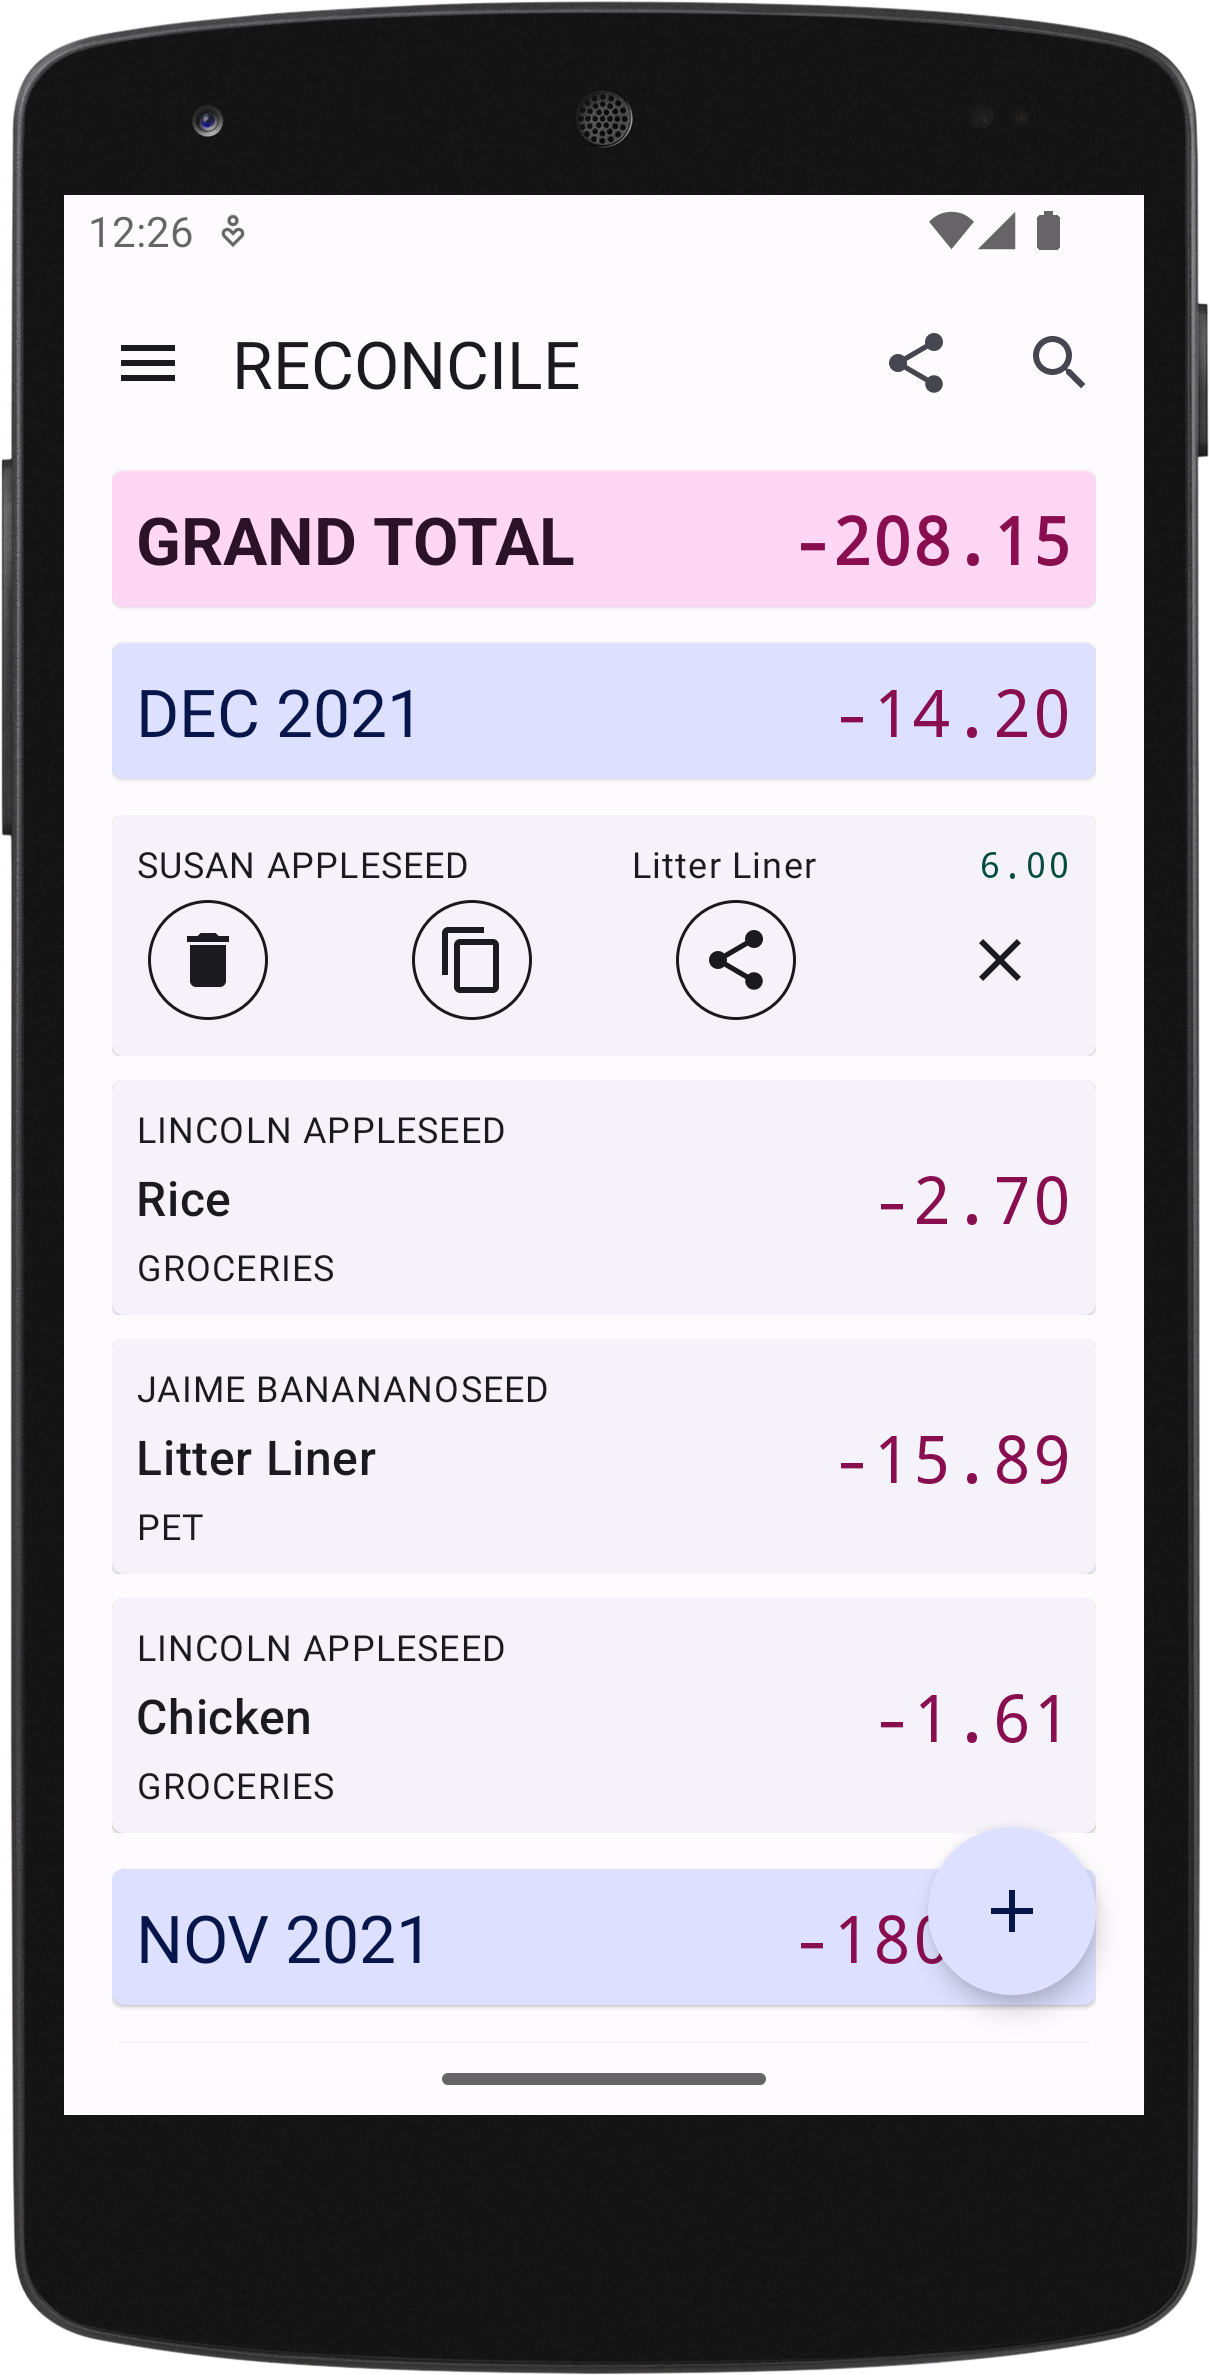 12:26
RECONCILE
GRAND TOTAL -208.15
DEC 2021 -14.20
SUSAN APPLESEED Litter Liner 6.00
LINCOLN APPLESEED
Rice -2.70
GROCERIES
JAIME BANANANOSEED
Litter Liner -15.89
PET
LINCOLN APPLESEED
Chicken -1.61
GROCERIES
NOV 2021